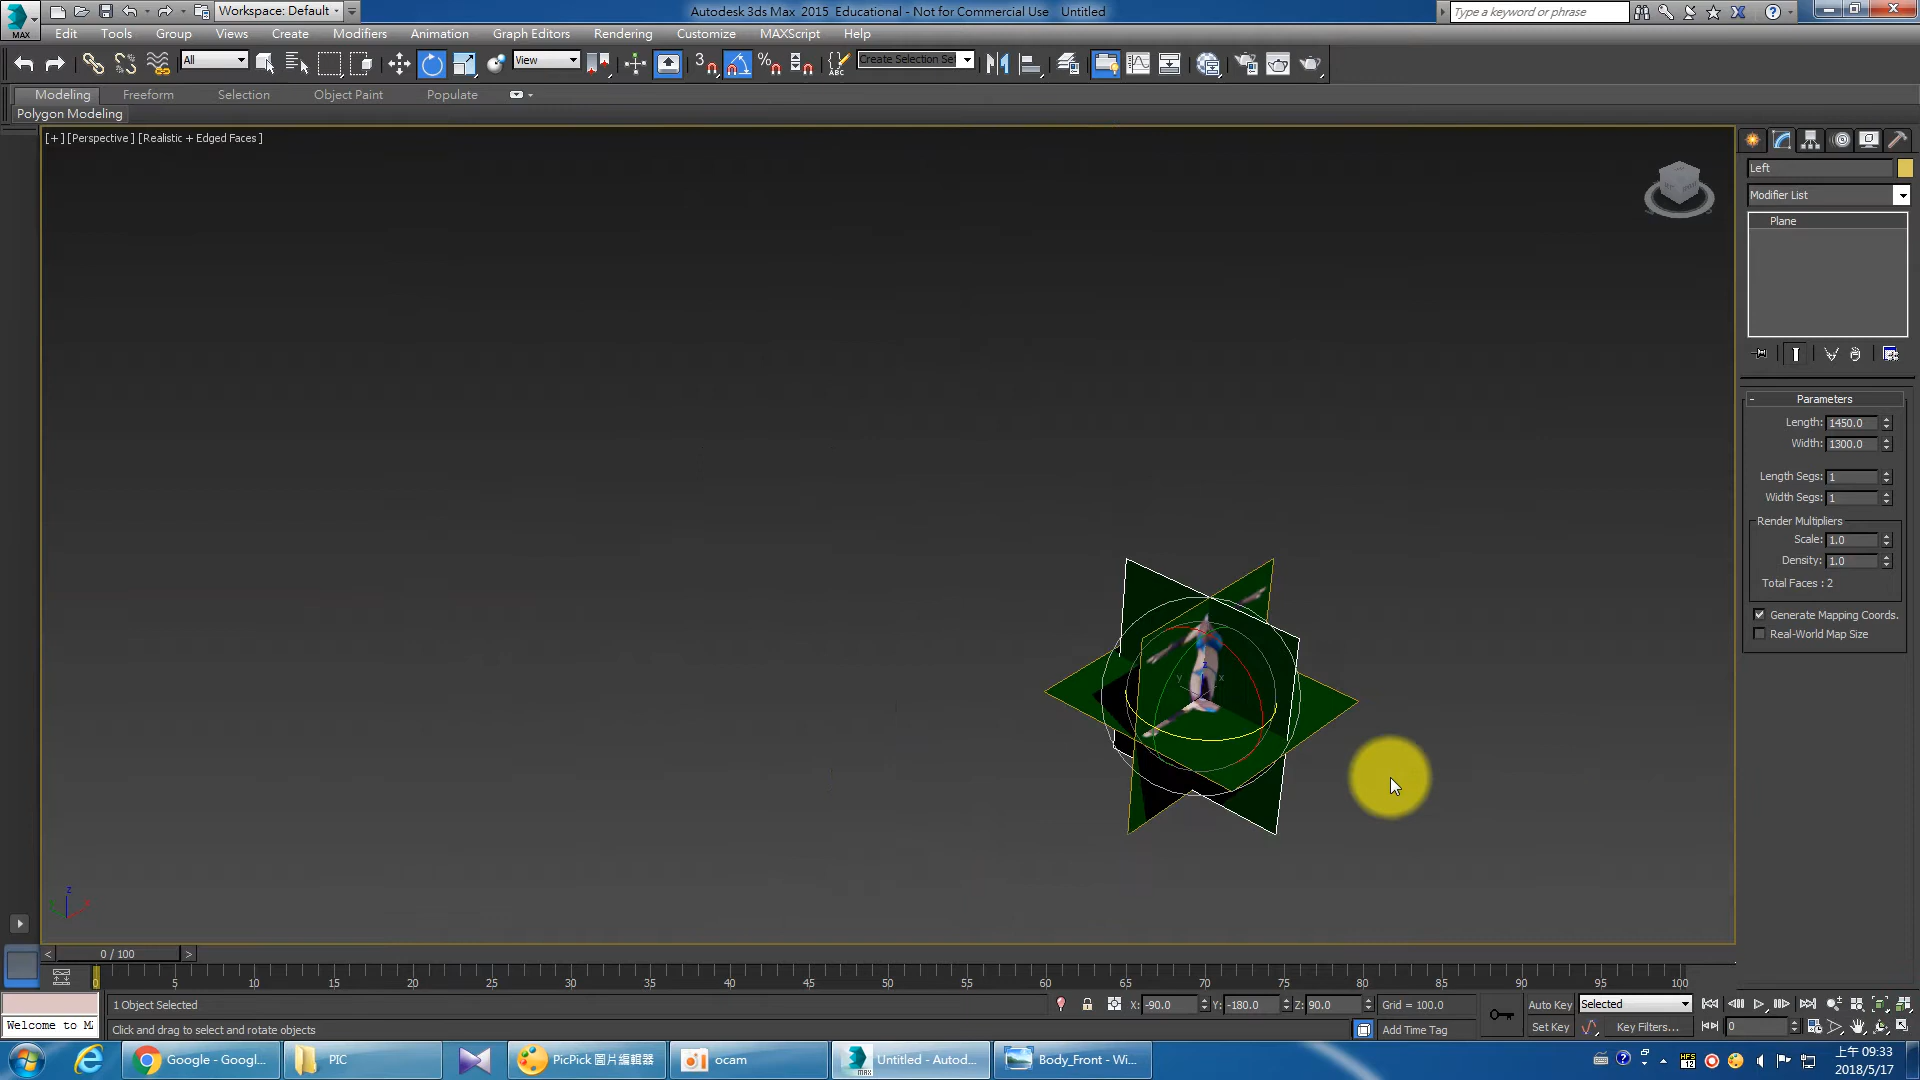 Workspace: Default
Autodesk 3ds Max 2015 Educational - Not for Commercial Use Untitled
Type a keyword or phrase
MAX
Edit Tools Group Views Create Modifiers Animation Graph Editors Rendering Customize MAXScript Help
All
View
3
ABC
Create Selection Se
Modeling Freeform Selection Object Paint Populate
Polygon Modeling
[+] [Perspective] [Realistic + Edged Faces]
Left
Modifier List
Plane
- Parameters
Length: 1450.0
Width: 1300.0
Length Segs: 1
Width Segs: 1
Render Multipliers
Scale: 1.0
Density: 1.0
Total Faces : 2
Generate Mapping Coords.
Real-World Map Size
z
y
x
z
x
< 0 / 100 >
0 5 10 15 20 25 30 35 40 45 50 55 60 65 70 75 80 85 90 95 100
1 Object Selected
X: -90.0 Y: -180.0 Z: 90.0 Grid = 100.0
Auto Key Selected
Welcome to M
Click and drag to select and rotate objects
Add Time Tag
Set Key Key Filters... 0
Google - Googl...
PIC
PicPick 圖片編輯器
ocam
Untitled - Autod...
Body_Front - Wi...
上午 09:33
2018/5/17